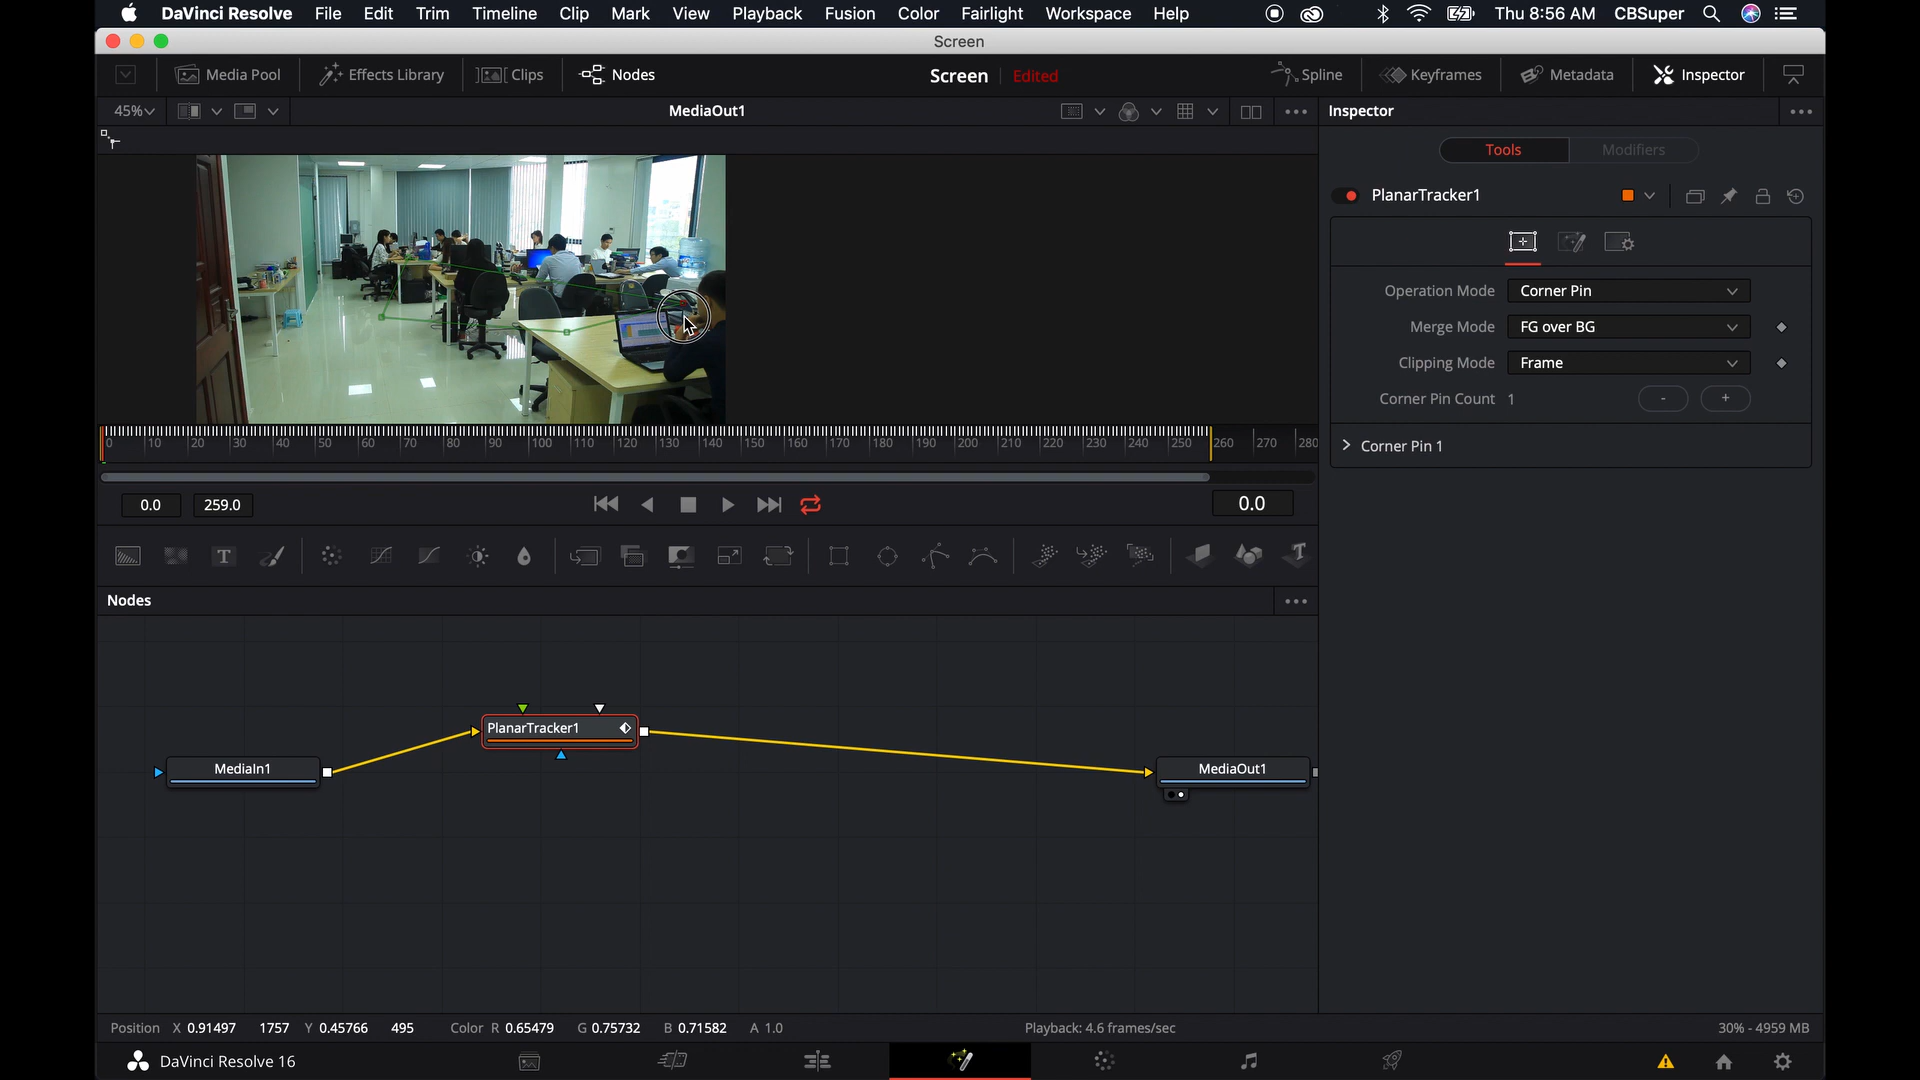 DaVinci Resolve File Edit Trim Timeline Clip Mark View Playback Fusion Color Fairlight Workspace Help Thu 8:56 AM CBSuper
Screen
Media Pool Effects Library Clips Nodes Screen Edited Spline Keyframes Metadata Inspector
45% MediaOut1 Inspector
Tools Modifiers
PlanarTracker1
Operation Mode Corner Pin
Merge Mode FG over BG
Clipping Mode Frame
Corner Pin Count 1 - +
Corner Pin 1
0 10 20 30 40 50 60 70 80 90 100 110 120 130 140 150 160 170 180 190 200 210 220 230 240 250 260 270 280
0.0 259.0 0.0
T T
Nodes
PlanarTracker1
MediaIn1 MediaOut1
Position X 0.91497 1757 Y 0.45766 495 Color R 0.65479 G 0.75732 B 0.71582 A 1.0 Playback: 4.6 frames/sec 30% - 4959 MB
DaVinci Resolve 16